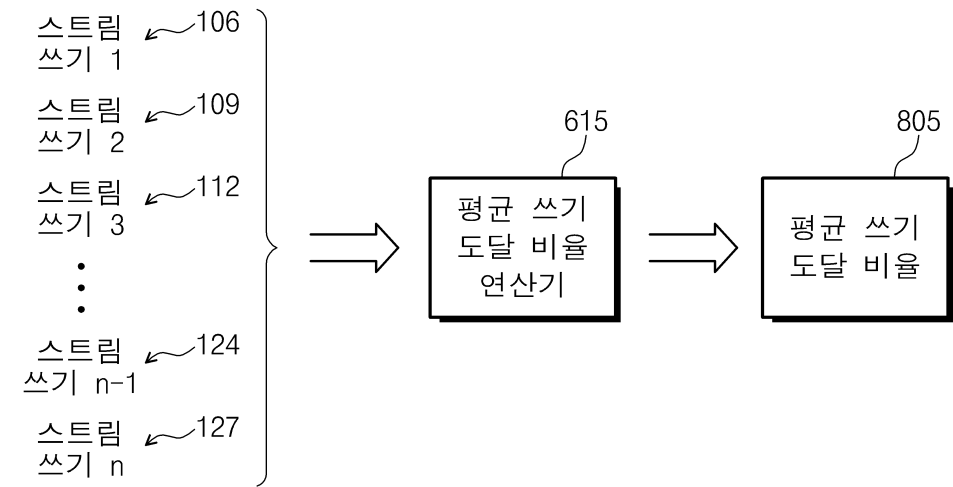 스트림
쓰기 1
106
스트림
쓰기 2
109
스트림
쓰기 3
112
스트림
쓰기 n-1
124
스트림
쓰기 n
127
615
평균 쓰기
도달 비율
연산기
805
평균 쓰기
도달 비율